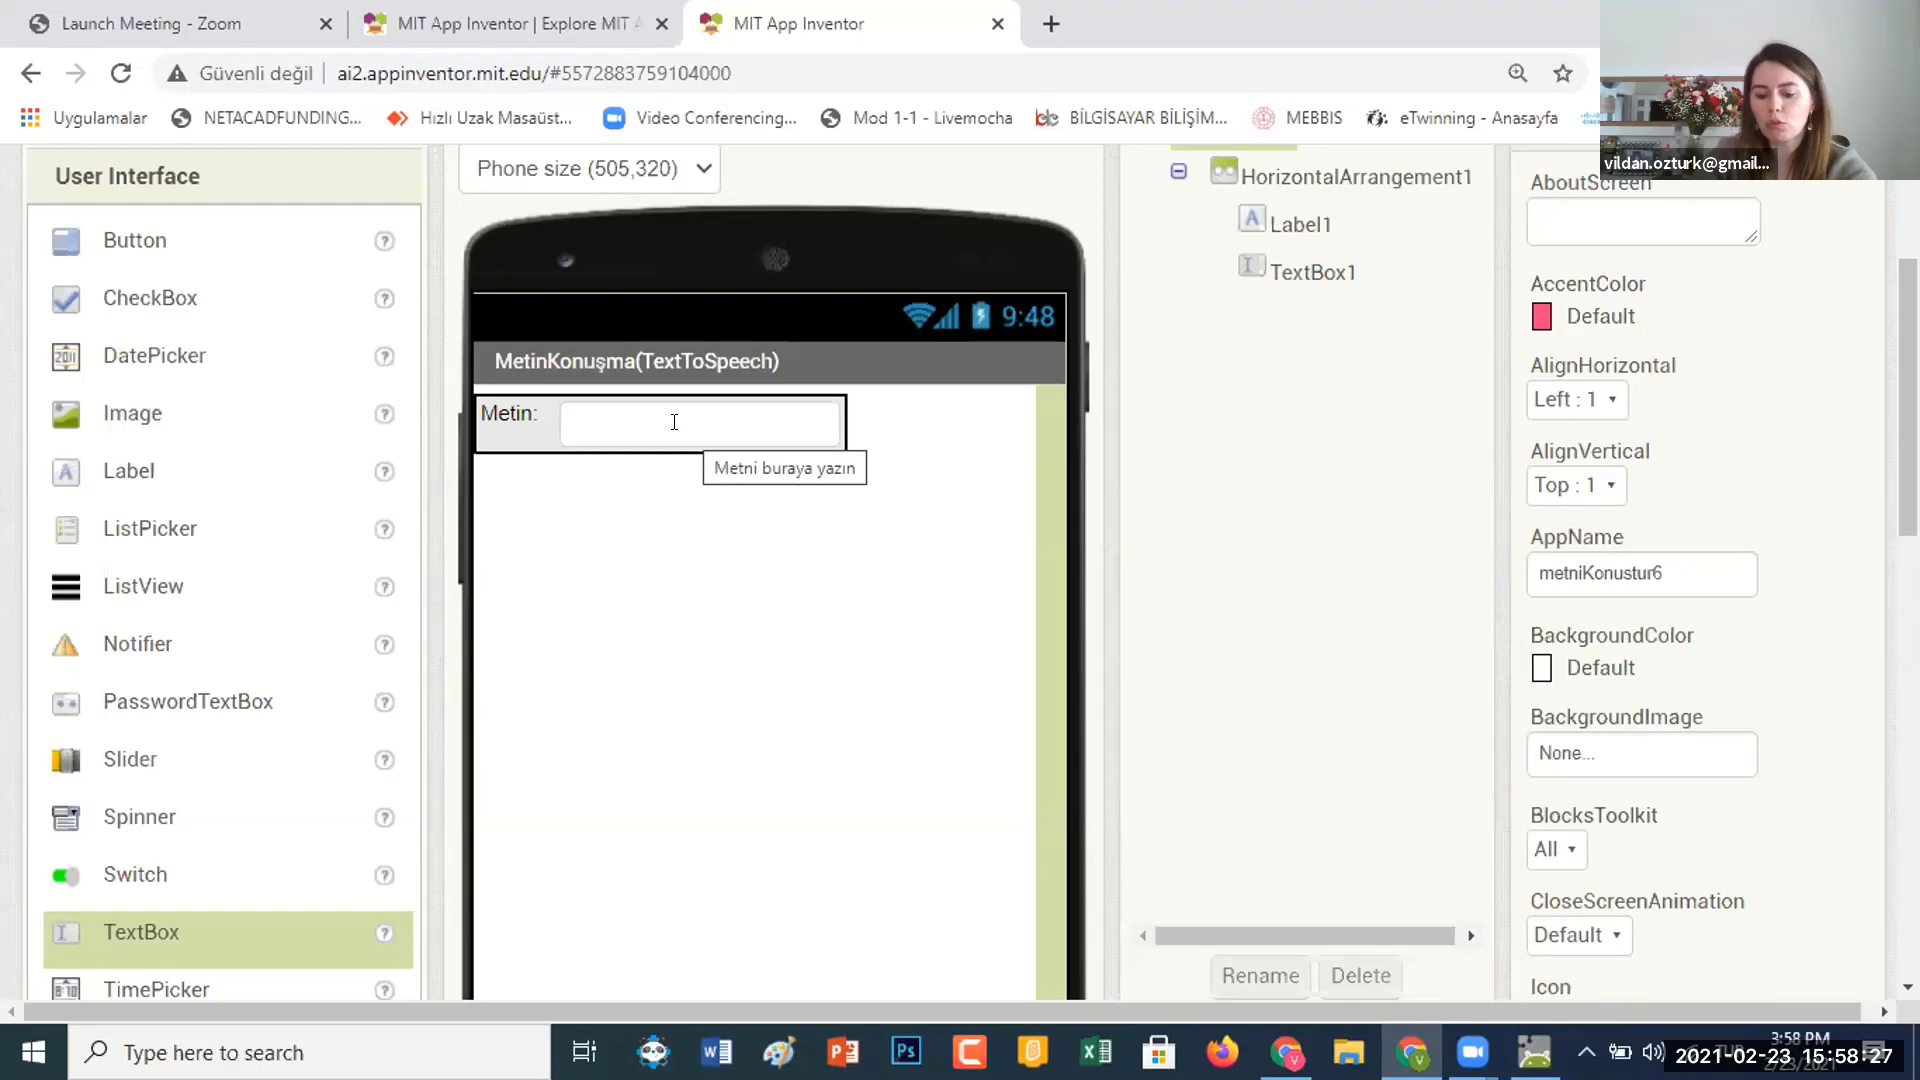 Launch Meeting - Zoom
MIT App Inventor | Explore MIT A
MIT App Inventor
Güvenli değil
ai2.appinventor.mit.edu/#5572883759104000
Uygulamalar
NETACADFUNDING...
Hızlı Uzak Masaüst...
Video Conferencing...
Mod 1-1 - Livemocha
BİLGİSAYAR BİLİŞİM...
MEBBIS
eTwinning - Anasayfa
vildan.ozturk@gmail...
User Interface
Button
CheckBox
DatePicker
Image
Label
ListPicker
ListView
Notifier
PasswordTextBox
Slider
Spinner
Switch
TextBox
TimePicker
Phone size (505,320)
9:48
MetinKonuşma(TextToSpeech)
Metin:
Metni buraya yazın
HorizontalArrangement1
Label1
TextBox1
Rename
Delete
AboutScreen
AccentColor
Default
AlignHorizontal
Left : 1
AlignVertical
Top : 1
AppName
metniKonustur6
BackgroundColor
Default
BackgroundImage
None...
BlocksToolkit
All
CloseScreenAnimation
Default
Icon
Type here to search
3:58 PM
2021-02-23 15:58:27